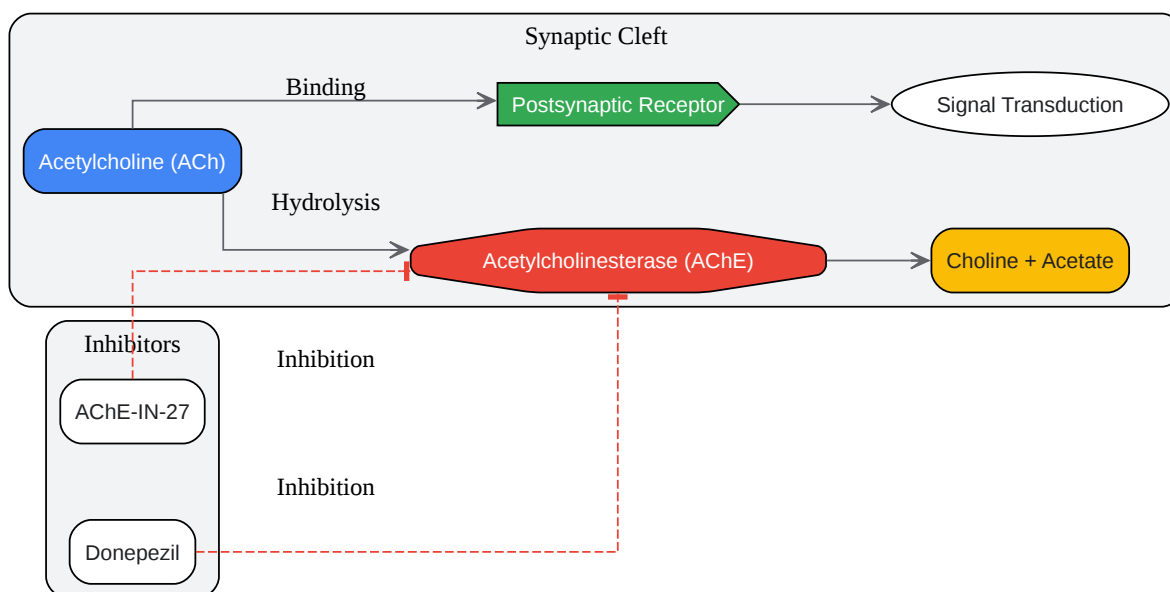 Synaptic Cleft
Binding
Postsynaptic Receptor
Signal Transduction
Acetylcholine (ACh)
Hydrolysis
Acetylcholinesterase (AChE)
Choline + Acetate
Inhibitors
Inhibition
AChE-IN-27
Inhibition
Donepezil